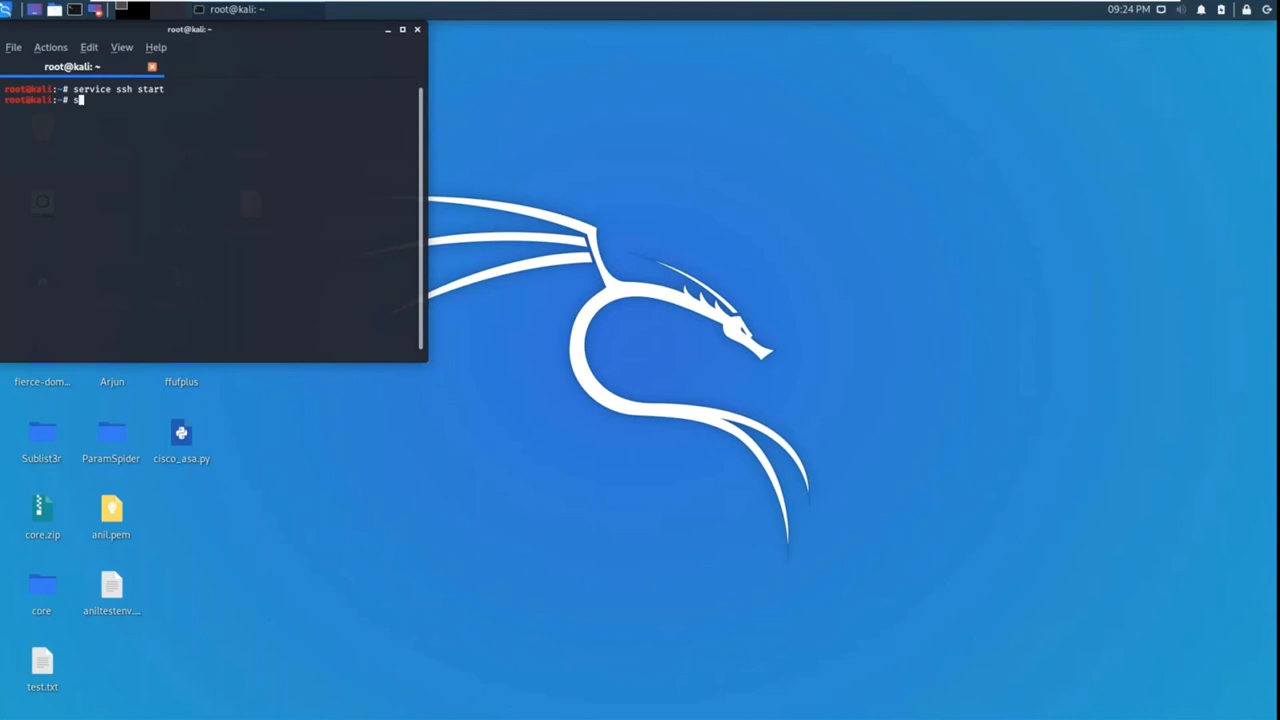 root@kali: ~
09:24 PM
root@kali: ~
File Actions Edit View Help
root@kali: ~
root@kali:~# service ssh start
root@kali:~# s
fierce-dom... Arjun ffufplus
Sublist3r ParamSpider cisco_asa.py
core.zip anil.pem
core aniltestenv....
test.txt